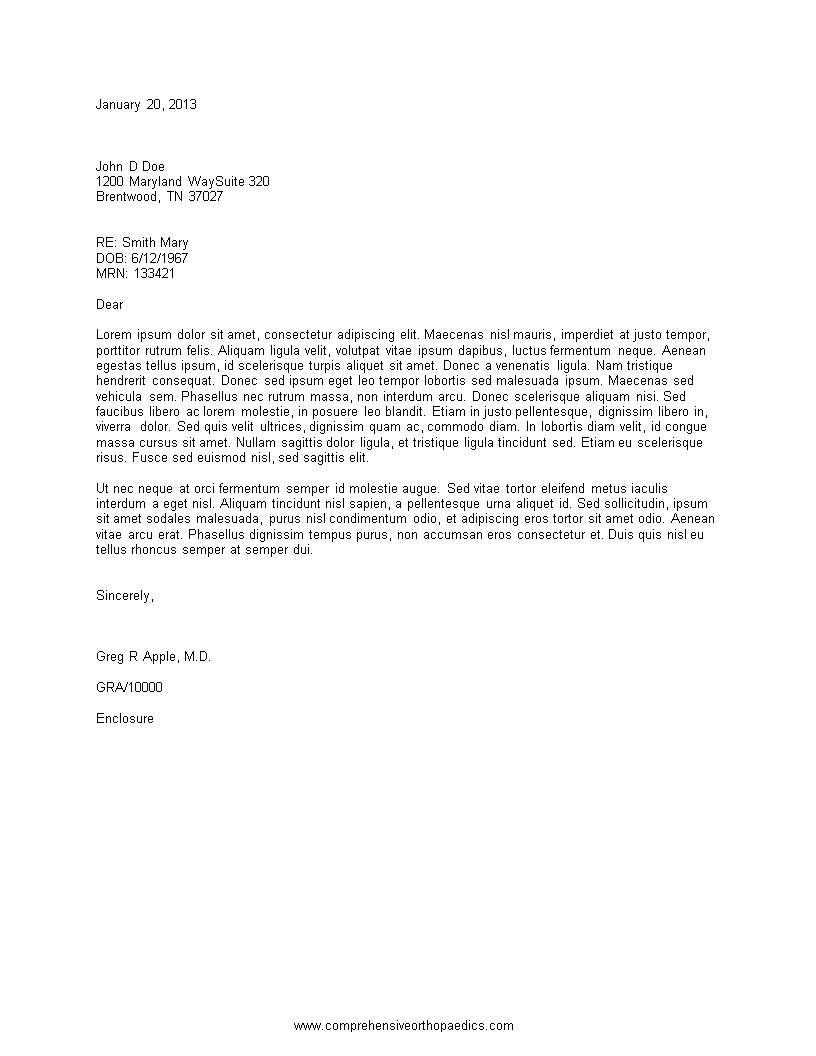 January 20, 2013
John D Doe
1200 Maryland WaySuite 320
Brentwood, TN 37027
RE: Smith Mary
DOB: 6/12/1967
MRN: 133421
Dear
Lorem ipsum dolor sit amet, consectetur adipiscing elit. Maecenas nisl mauris, imperdiet at justo tempor,
porttitor rutrum felis. Aliquam ligula velit, volutpat vitae ipsum dapibus, luctus fermentum neque. Aenean
egestas tellus ipsum, id scelerisque turpis aliquet sit amet. Donec a venenatis ligula. Nam tristique
hendrerit consequat. Donec sed ipsum eget leo tempor lobortis sed malesuada ipsum. Maecenas sed
vehicula sem. Phasellus nec rutrum massa, non interdum arcu. Donec scelerisque aliquam nisi. Sed
faucibus libero ac lorem molestie, in posuere leo blandit. Etiam in justo pellentesque, dignissim libero in,
viverra dolor. Sed quis velit ultrices, dignissim quam ac, commodo diam. In lobortis diam velit, id congue
massa cursus sit amet. Nullam sagittis dolor ligula, et tristique ligula tincidunt sed. Etiam eu scelerisque
risus. Fusce sed euismod nisl, sed sagittis elit.
Ut nec neque at orci fermentum semper id molestie augue. Sed vitae tortor eleifend metus iaculis
interdum a eget nisl. Aliquam tincidunt nisl sapien, a pellentesque urna aliquet id. Sed sollicitudin, ipsum
sit amet sodales malesuada, purus nisl condimentum odio, et adipiscing eros tortor sit amet odio. Aenean
vitae arcu erat. Phasellus dignissim tempus purus, non accumsan eros consectetur et. Duis quis nisl eu
tellus rhoncus semper at semper dui.
Sincerely,
Greg R Apple, M.D.
GRA/10000
Enclosure
www.comprehensiveorthopaedics.com